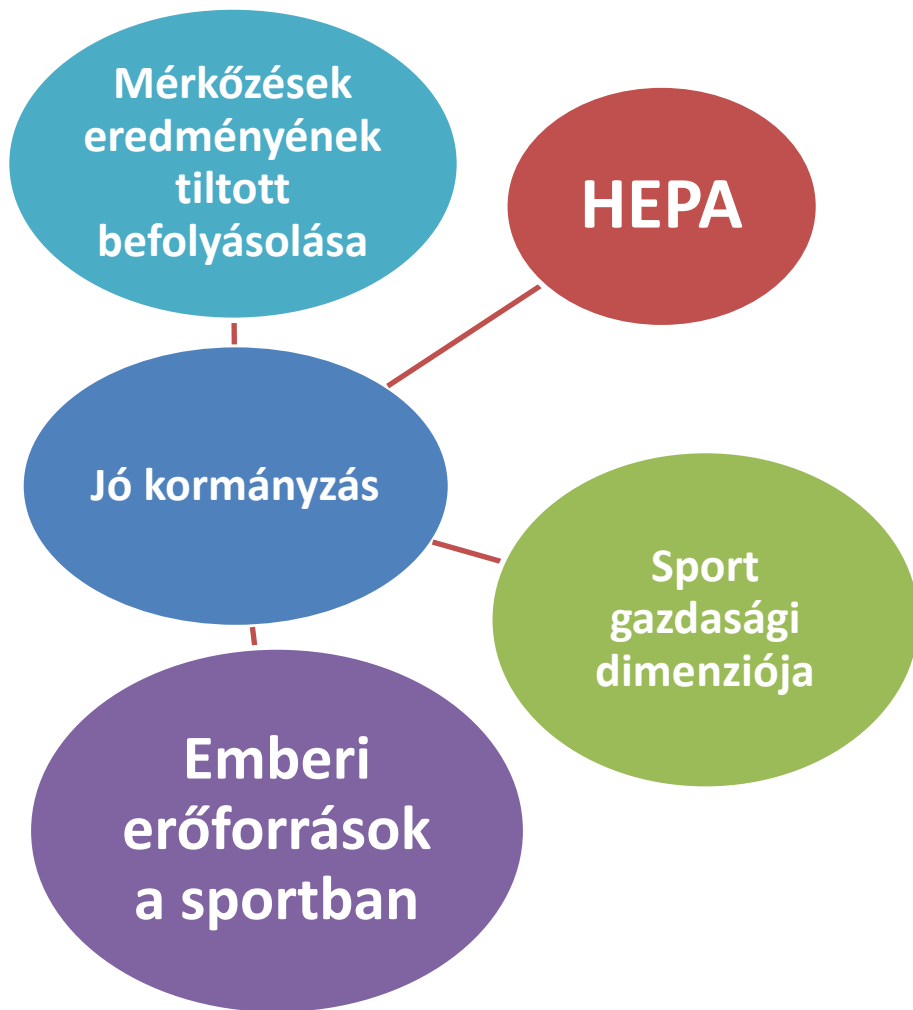 Mérkőzések
eredményének
tiltott
befolyásolása
HEPA
Jó kormányzás
Sport
gazdasági
dimenziója
Emberi
erőforrások
a sportban